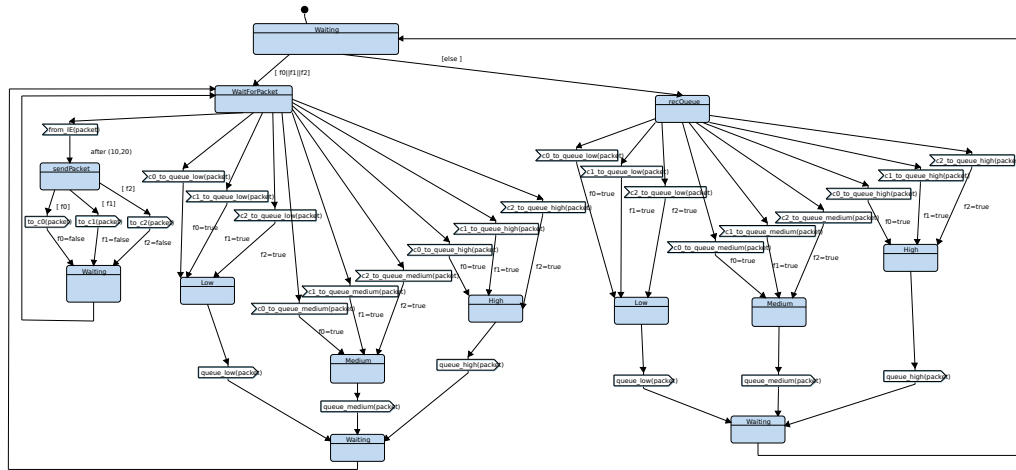 Waiting
[ f0||f1||f2]
[else ]
WaitForPacket
recQueue
from_IE(packet)
after (10,20)
sendPacket
[ f0]
[ f1]
[ f2]
to_c0(packet)
to_c1(packet)
to_c2(packet)
f0=false
f1=false
f2=false
Waiting
c0_to_queue_low(packet)
c1_to_queue_low(packet)
c2_to_queue_low(packet)
f0=true
f1=true
f2=true
Low
queue_low(packet)
c2_to_queue_high(packet)
c1_to_queue_high(packet)
c0_to_queue_high(packet)
f0=true
f1=true
f2=true
High
queue_high(packet)
c2_to_queue_medium(packet)
c1_to_queue_medium(packet)
c0_to_queue_medium(packet)
f0=true
f1=true
f2=true
Medium
queue_medium(packet)
Waiting
c0_to_queue_low(packet)
c1_to_queue_low(packet)
c2_to_queue_low(packet)
f0=true
f1=true
f2=true
Low
queue_low(packet)
c2_to_queue_high(packet)
c1_to_queue_high(packet)
c0_to_queue_high(packet)
f0=true
f1=true
f2=true
High
queue_high(packet)
c2_to_queue_medium(packet)
c1_to_queue_medium(packet)
c0_to_queue_medium(packet)
f0=true
f1=true
f2=true
Medium
queue_medium(packet)
Waiting